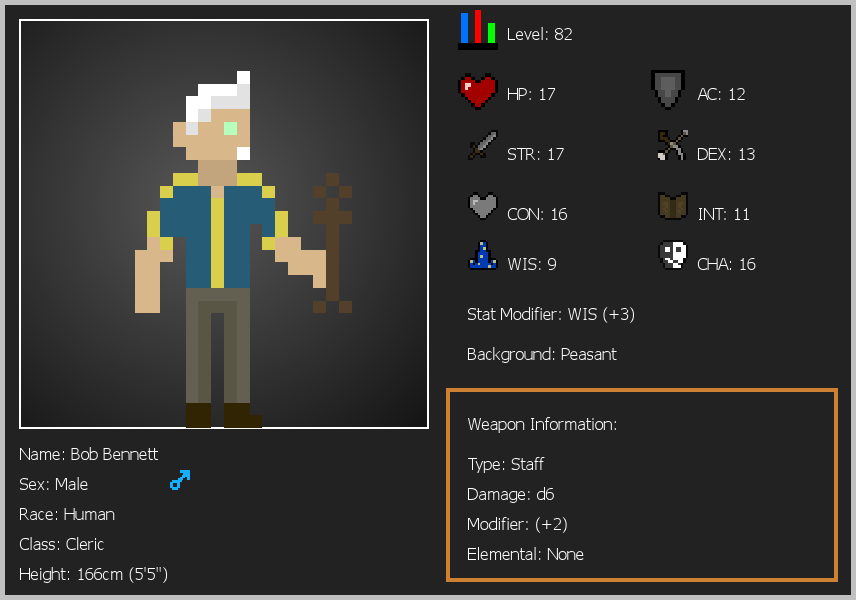 Level: 82
HP: 17
AC: 12
STR: 17
DEX: 13
CON: 16
INT: 11
WIS: 9
CHA: 16
Stat Modifier: WIS (+3)
Background: Peasant
Weapon Information:
Type: Staff
Damage: d6
Modifier: (+2)
Elemental: None
Name: Bob Bennett
Sex: Male
Race: Human
Class: Cleric
Height: 166cm (5'5")